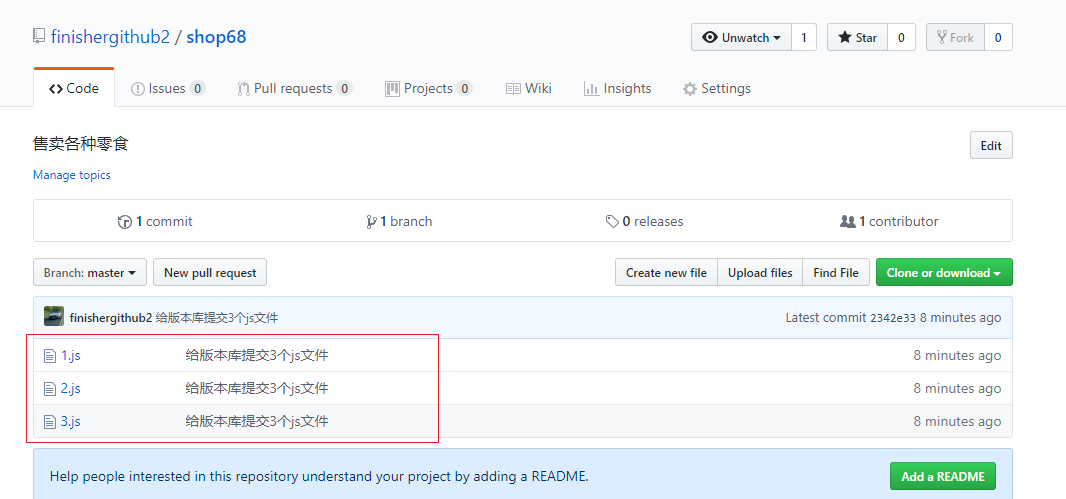 finishergithub2 / shop68 Unwatch 1 Star 0 Fork 0
Code Issues 0 Pull requests 0 Projects 0 Wiki Insights Settings
售卖各种零食 Edit
Manage topics
1 commit 1 branch 0 releases 1 contributor
Branch: master New pull request Create new file Upload files Find File Clone or download
finishergithub2 给版本库提交3个js文件 Latest commit 2342e33 8 minutes ago
1.js 给版本库提交3个js文件 8 minutes ago
2.js 给版本库提交3个js文件 8 minutes ago
3.js 给版本库提交3个js文件 8 minutes ago
Help people interested in this repository understand your project by adding a README. Add a README